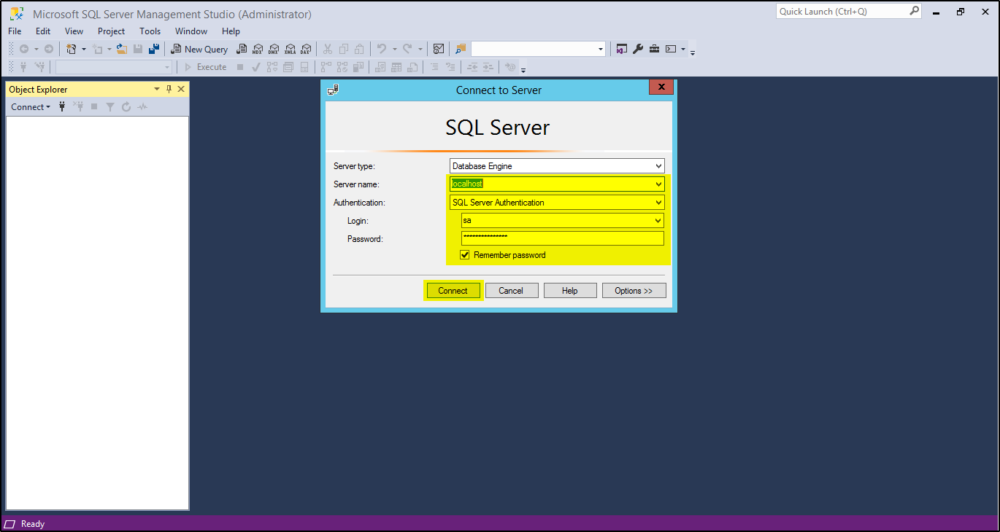 Microsoft SQL Server Management Studio (Administrator)
Quick Launch (Ctrl+Q)
File Edit View Project Tools Window Help
New Query MDX DMX XMLA DAX
Execute
Object Explorer
Connect
Connect to Server
SQL Server
Server type: Database Engine
Server name: localhost
Authentication: SQL Server Authentication
Login: sa
Password: ***************
Remember password
Connect Cancel Help Options >>
Ready